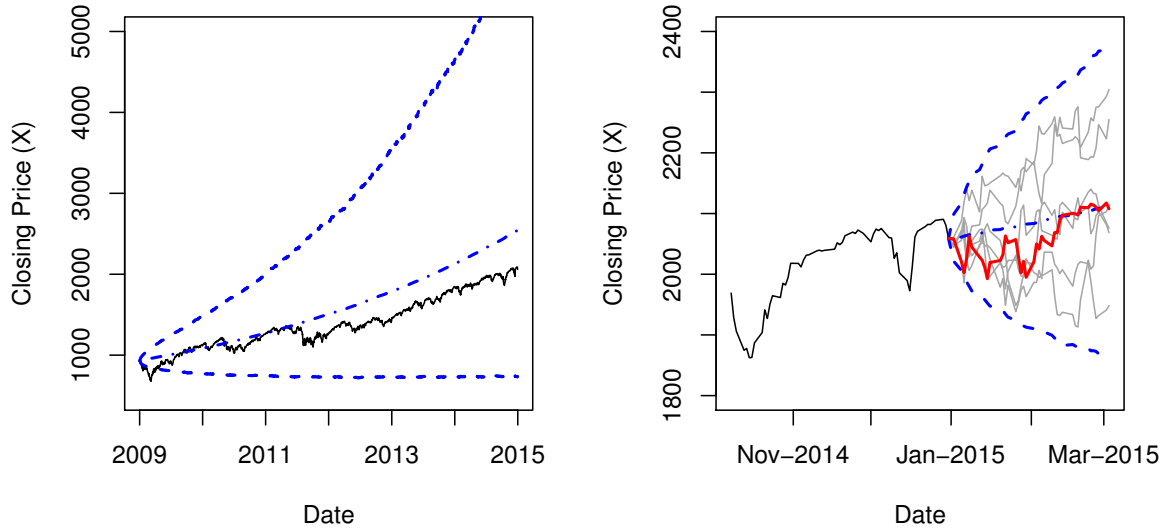 Closing Price (X)
5000
4000
3000
2000
1000
2009
2011
2013
2015
Date
Closing Price (X)
2400
2200
2000
1800
Nov−2014
Jan−2015
Mar−2015
Date